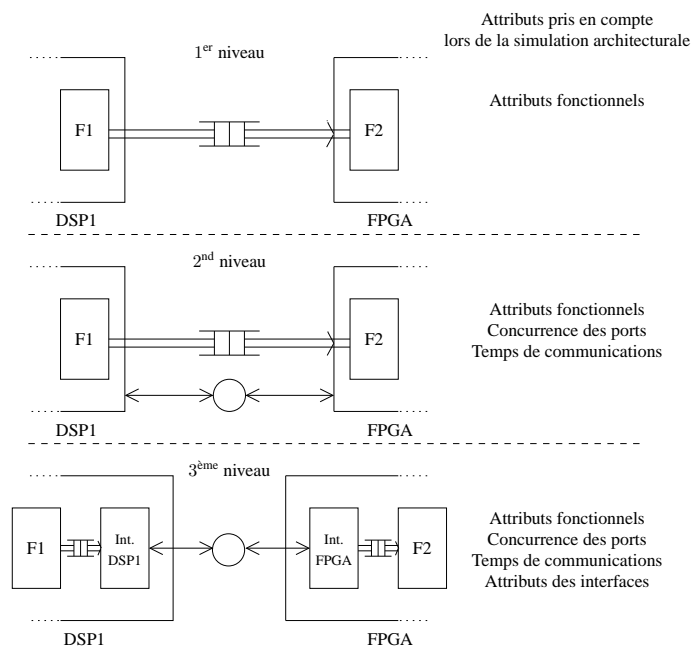 Attributs pris en compte
lors de la simulation architecturale
1er niveau
Attributs fonctionnels
F1
F2
DSP1
FPGA
2nd niveau
F1
F2
Attributs fonctionnels
Concurrence des ports
Temps de communications
DSP1
FPGA
3ème niveau
F1
Int.
DSP1
Int.
FPGA
F2
Attributs fonctionnels
Concurrence des ports
Temps de communications
Attributs des interfaces
DSP1
FPGA